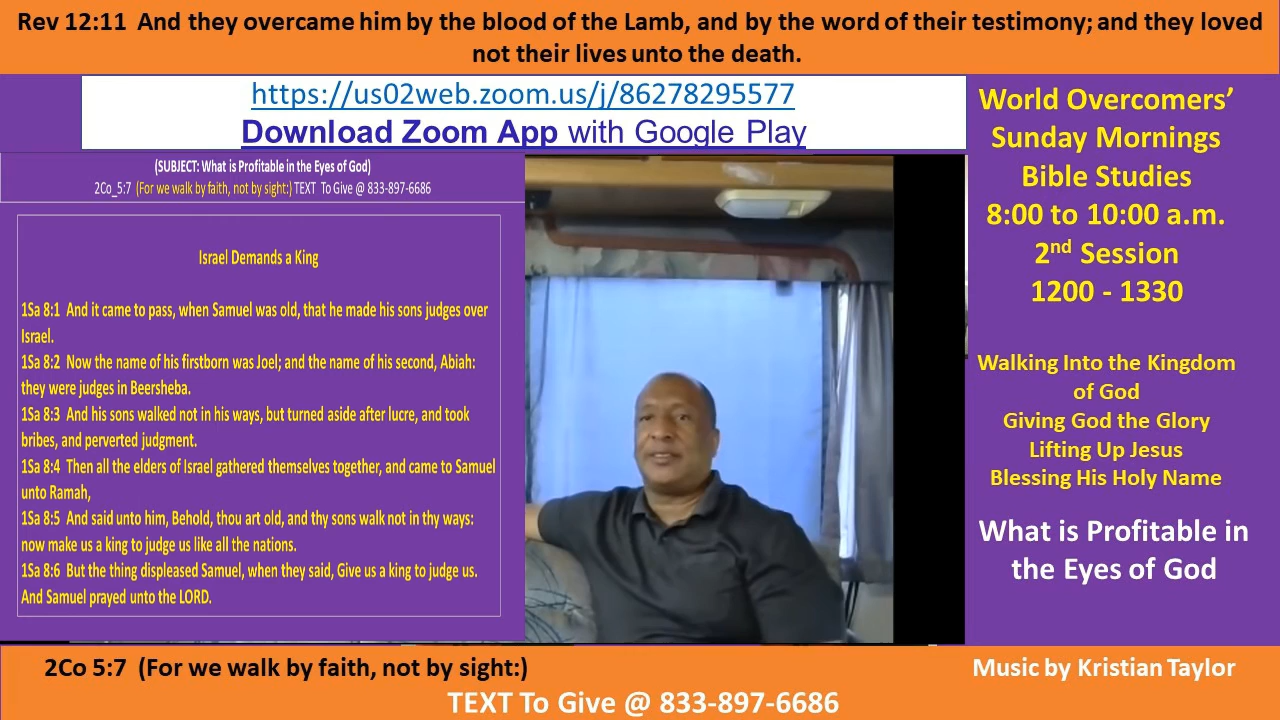 Rev 12:11  And they overcame him by the blood of the Lamb, and by the word of their testimony; and they loved
not their lives unto the death.
https://us02web.zoom.us/j/86278295577
Download Zoom App with Google Play
(SUBJECT: What is Profitable in the Eyes of God)
2Co_5:7  (For we walk by faith, not by sight:) TEXT  To Give @ 833-897-6686
Israel Demands a King
1Sa 8:1  And it came to pass, when Samuel was old, that he made his sons judges over
Israel.
1Sa 8:2  Now the name of his firstborn was Joel; and the name of his second, Abiah:
they were judges in Beersheba.
1Sa 8:3  And his sons walked not in his ways, but turned aside after lucre, and took
bribes, and perverted judgment.
1Sa 8:4  Then all the elders of Israel gathered themselves together, and came to Samuel
unto Ramah,
1Sa 8:5  And said unto him, Behold, thou art old, and thy sons walk not in thy ways:
now make us a king to judge us like all the nations.
1Sa 8:6  But the thing displeased Samuel, when they said, Give us a king to judge us.
And Samuel prayed unto the LORD.
World Overcomers’
Sunday Mornings
Bible Studies
8:00 to 10:00 a.m.
2nd Session
1200 - 1330
Walking Into the Kingdom
of God
Giving God the Glory
Lifting Up Jesus
Blessing His Holy Name
What is Profitable in
the Eyes of God
2Co 5:7  (For we walk by faith, not by sight:)
Music by Kristian Taylor
TEXT To Give @ 833-897-6686